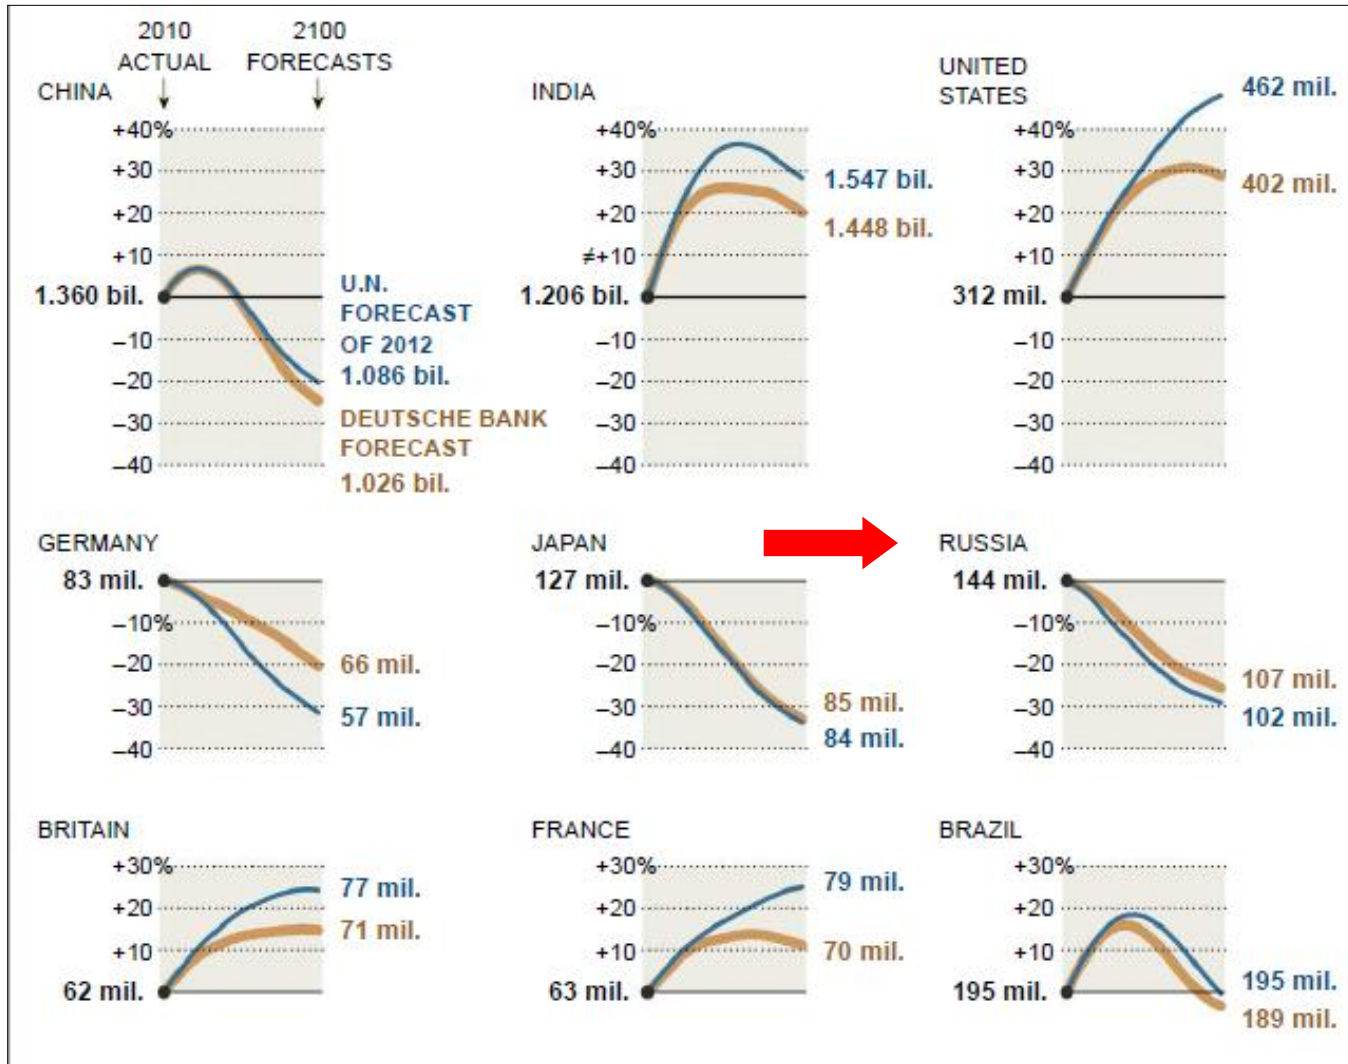 2010 ACTUAL
2100 FORECASTS
CHINA
+40%
+30
+20
+10
1.360 bil.
–10
–20
–30
–40
U.N.
FORECAST
OF 2012
1.086 bil.
DEUTSCHE BANK
FORECAST
1.026 bil.
INDIA
+40%
+30
+20
≠+10
1.206 bil.
–10
–20
–30
–40
1.547 bil.
1.448 bil.
UNITED
STATES
+40%
+30
+20
+10
312 mil.
–10
–20
–30
–40
462 mil.
402 mil.
GERMANY
83 mil.
–10%
–20
–30
–40
66 mil.
57 mil.
JAPAN
127 mil.
–10%
–20
–30
–40
85 mil.
84 mil.
RUSSIA
144 mil.
–10%
–20
–30
–40
107 mil.
102 mil.
BRITAIN
+30%
+20
+10
62 mil.
77 mil.
71 mil.
FRANCE
+30%
+20
+10
63 mil.
79 mil.
70 mil.
BRAZIL
+30%
+20
+10
195 mil.
195 mil.
189 mil.